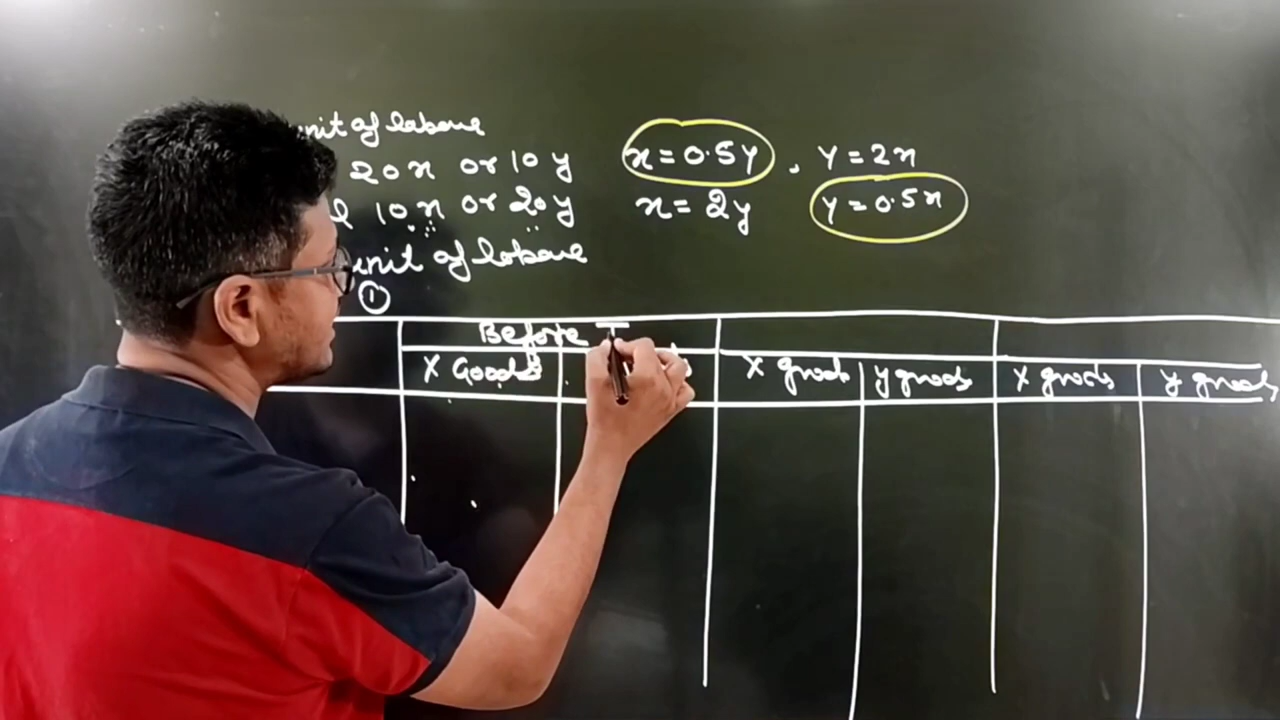 unit of labour
20x or 10y x = 0.5y , y = 2x
10x or 20y x = 2y y = 0.5x
unit of labour
①
Before T
X Goods X goods y goods X goods y goods